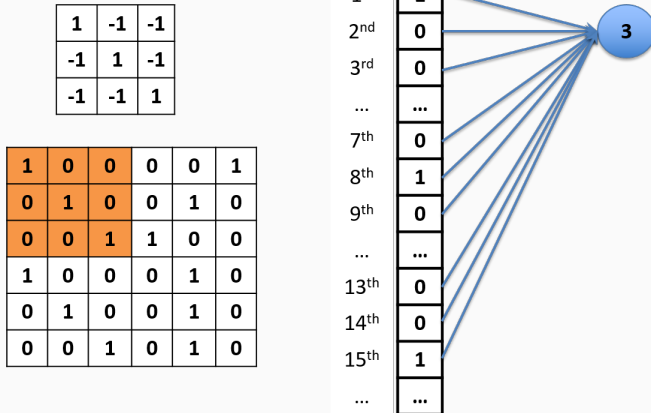 1 -1 -1
-1 1 -1
-1 -1 1
1 0 0 0 0 1
0 1 0 0 1 0
0 0 1 1 0 0
1 0 0 0 1 0
0 1 0 0 1 0
0 0 1 0 1 0
2nd 0
3rd 0
... ...
7th 0
8th 1
9th 0
... ...
13th 0
14th 0
15th 1
... ...
3